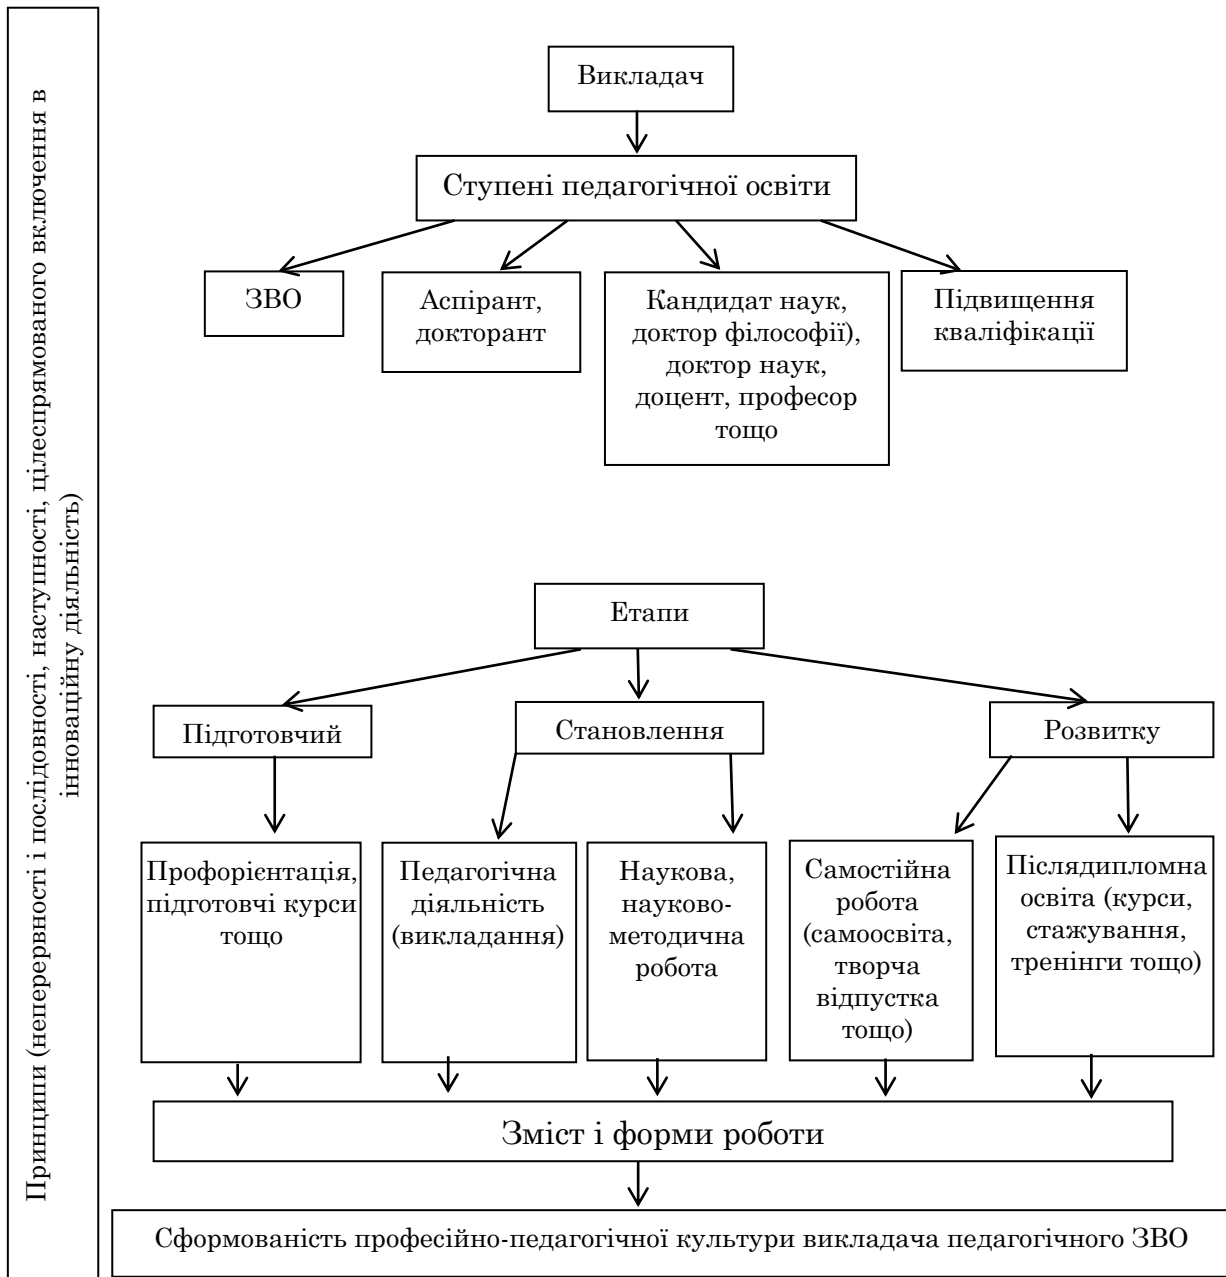 Принципи (неперервності і послідовності, наступності, цілеспрямованого включення в
інноваційну діяльність)
Викладач
Ступені педагогічної освіти
ЗВО
Аспірант,
докторант
Кандидат наук,
доктор філософії),
доктор наук,
доцент, професор
тощо
Підвищення
кваліфікації
Етапи
Підготовчий
Становлення
Розвитку
Профорієнтація,
підготовчі курси
тощо
Педагогічна
діяльність
(викладання)
Наукова,
науково-
методична
робота
Самостійна
робота
(самоосвіта,
творча
відпустка
тощо)
Післядипломна
освіта (курси,
стажування,
тренінги тощо)
Зміст і форми роботи
Сформованість професійно-педагогічної культури викладача педагогічного ЗВО